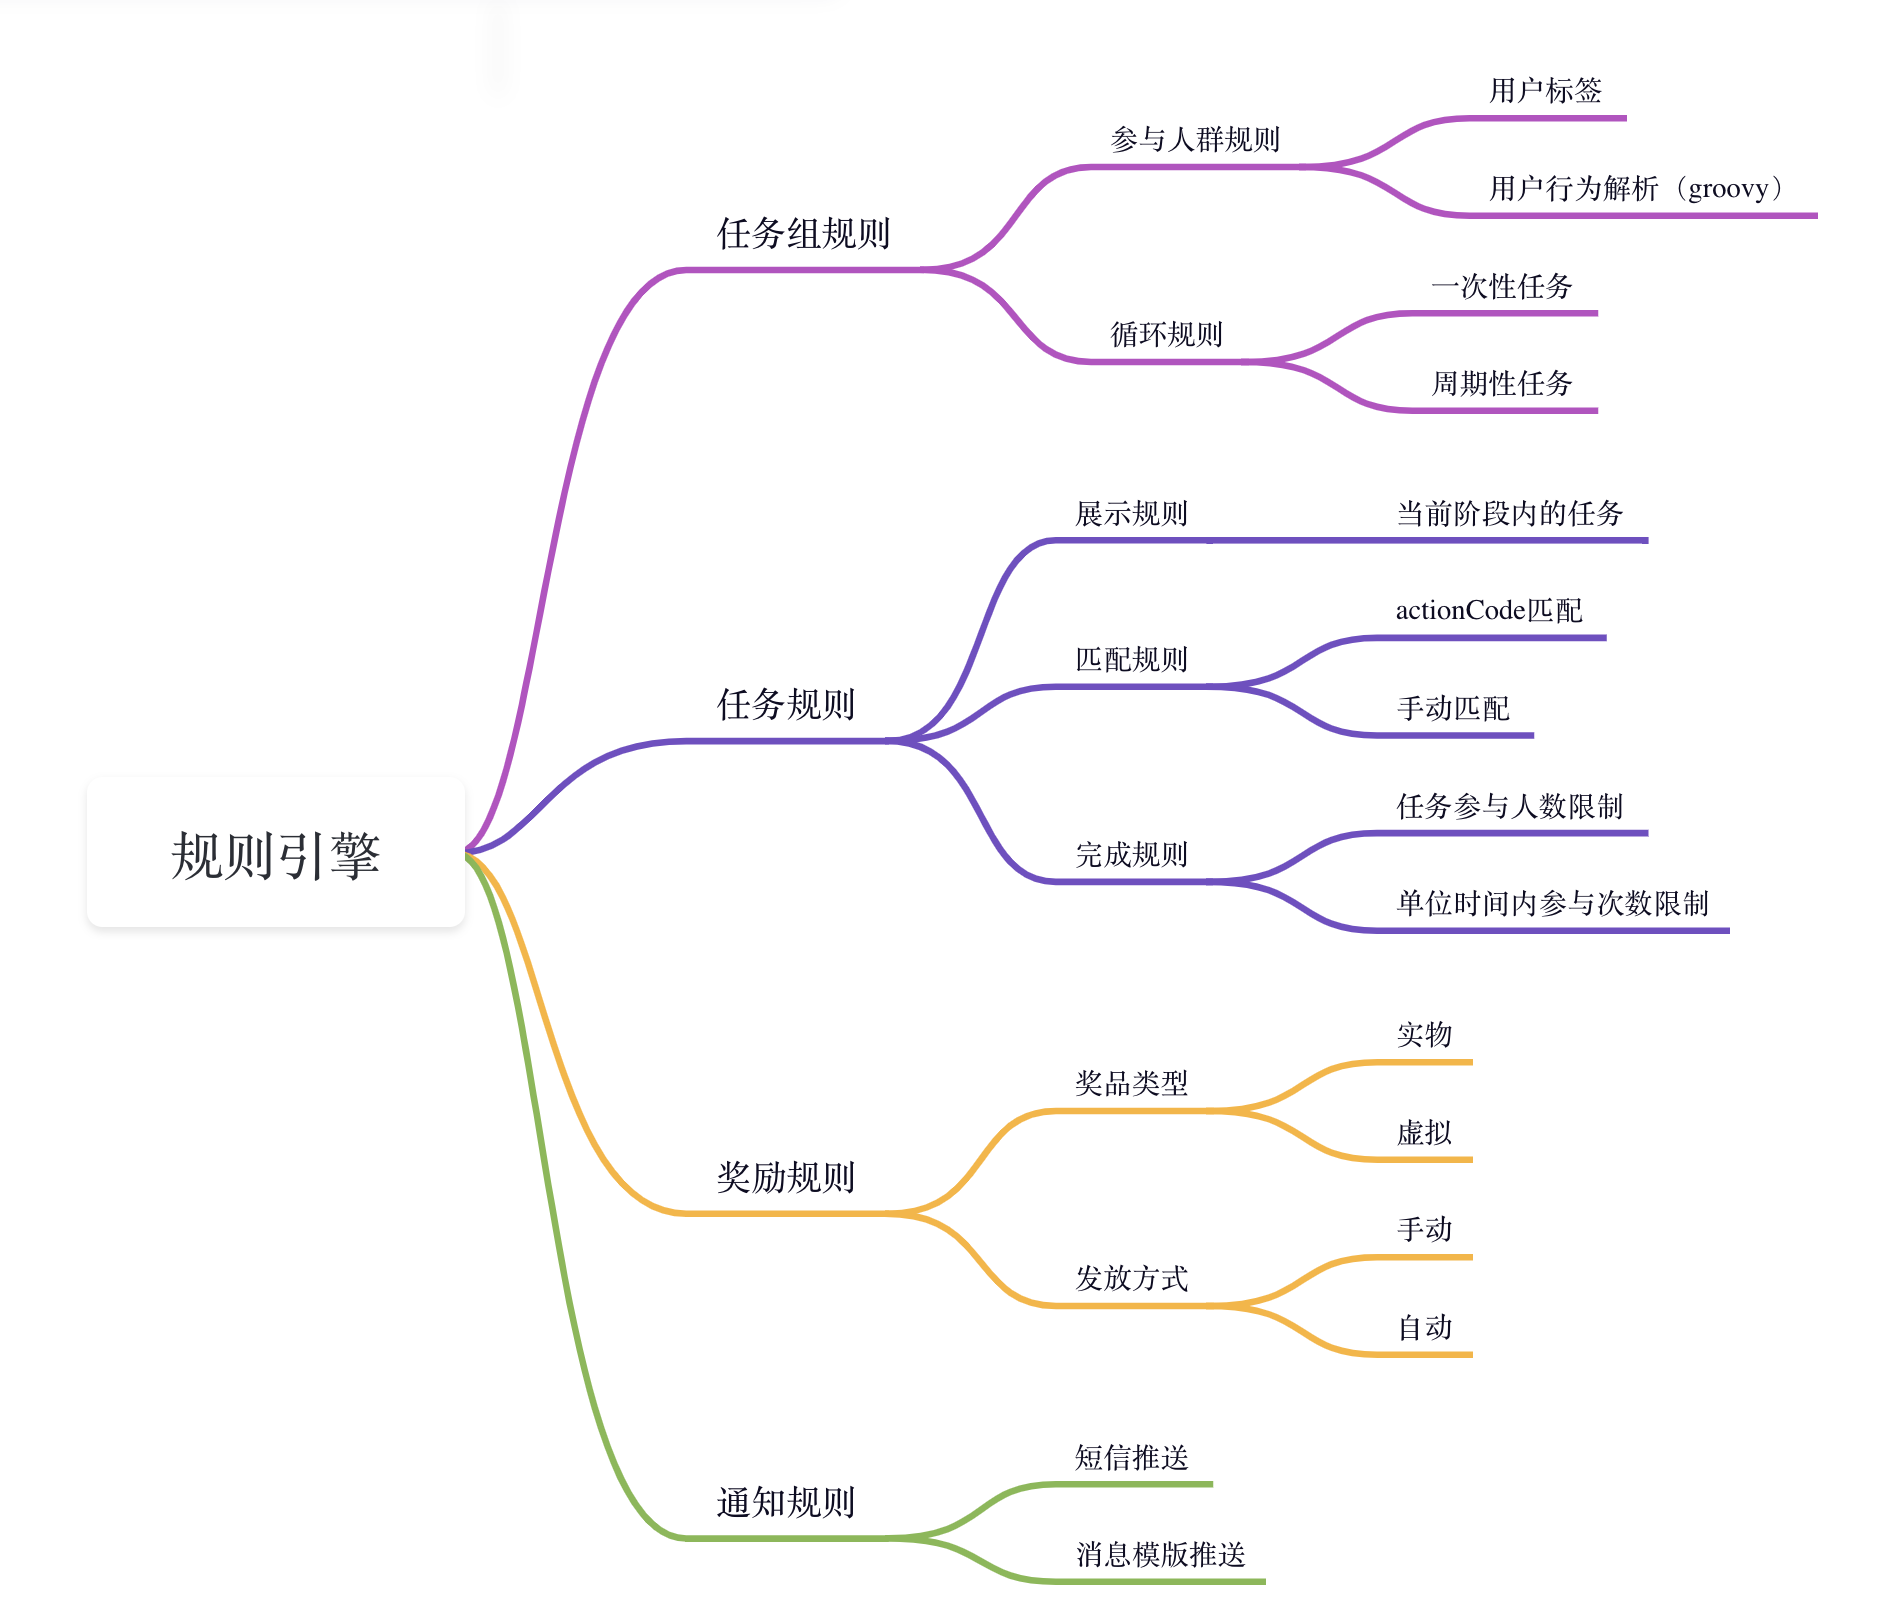 规则引擎
任务组规则
参与人群规则
用户标签
用户行为解析（groovy）
循环规则
一次性任务
周期性任务
任务规则
展示规则
当前阶段内的任务
匹配规则
actionCode匹配
手动匹配
完成规则
任务参与人数限制
单位时间内参与次数限制
奖励规则
奖品类型
实物
虚拟
发放方式
手动
自动
通知规则
短信推送
消息模版推送